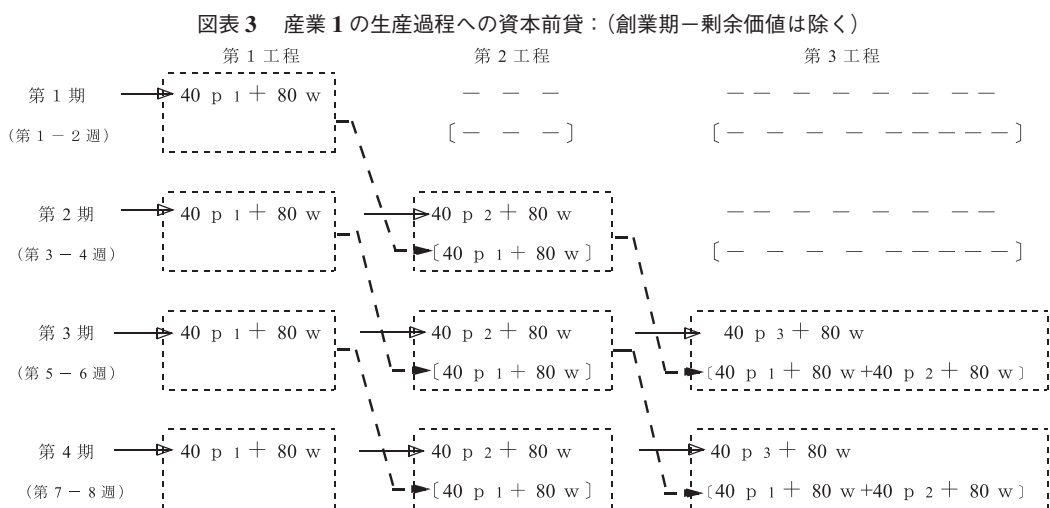 図表3 産業1の生産過程への資本前貸：（創業期－剰余価値は除く）
第1工程 第2工程 第3工程
第1期 40 p 1 + 80 w — — — —— — — — — ——
（第1－2週） 〔— — —〕 〔— — — —————〕
第2期 40 p 1 + 80 w 40 p 2 + 80 w —— — — — — ——
（第3－4週） 〔40 p 1 + 80 w〕 〔— — — —————〕
第3期 40 p 1 + 80 w 40 p 2 + 80 w 40 p 3 + 80 w
（第5－6週） 〔40 p 1 + 80 w〕 〔40 p 1 + 80 w +40 p 2 + 80 w〕
第4期 40 p 1 + 80 w 40 p 2 + 80 w 40 p 3 + 80 w
（第7－8週） 〔40 p 1 + 80 w〕 〔40 p 1 + 80 w +40 p 2 + 80 w〕